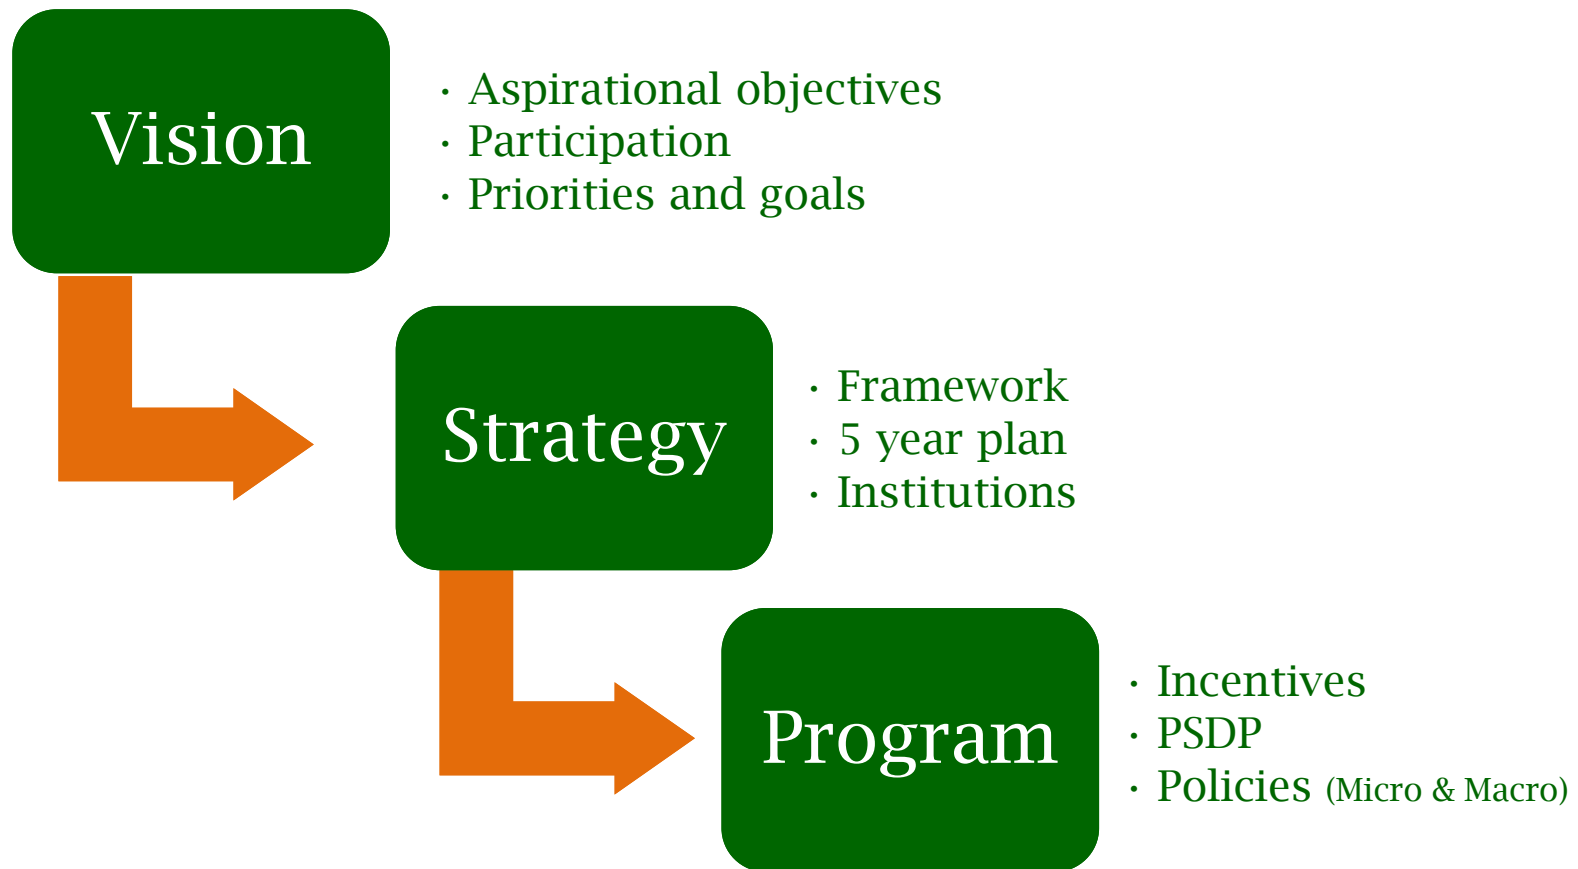 Vision
· Aspirational objectives
· Participation
· Priorities and goals
Strategy
· Framework
· 5 year plan
· Institutions
Program
· Incentives
· PSDP
· Policies (Micro & Macro)